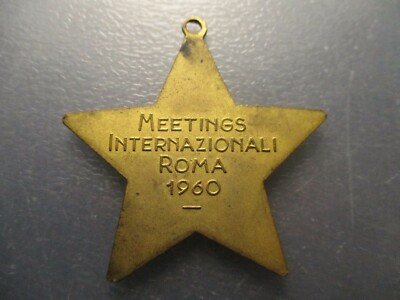 MEETINGS
INTERNAZIONALI
ROMA
1960